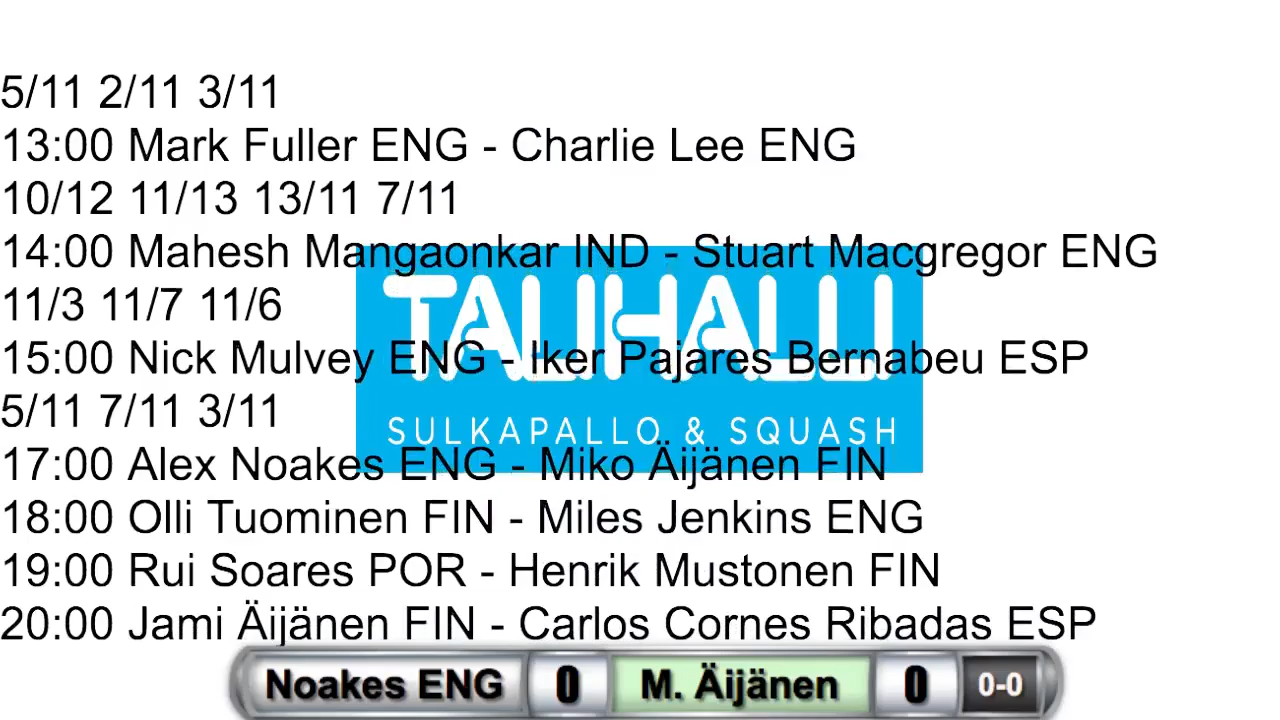 5/11 2/11 3/11
13:00 Mark Fuller ENG - Charlie Lee ENG
10/12 11/13 13/11 7/11
14:00 Mahesh Mangaonkar IND - Stuart Macgregor ENG
11/3 11/7 11/6
TALIHALLI
15:00 Nick Mulvey ENG - Iker Pajares Bernabeu ESP
5/11 7/11 3/11
SULKAPALLO & SQUASH
17:00 Alex Noakes ENG - Miko Äijänen FIN
18:00 Olli Tuominen FIN - Miles Jenkins ENG
19:00 Rui Soares POR - Henrik Mustonen FIN
20:00 Jami Äijänen FIN - Carlos Cornes Ribadas ESP
Noakes ENG 0 M. Äijänen 0 0-0